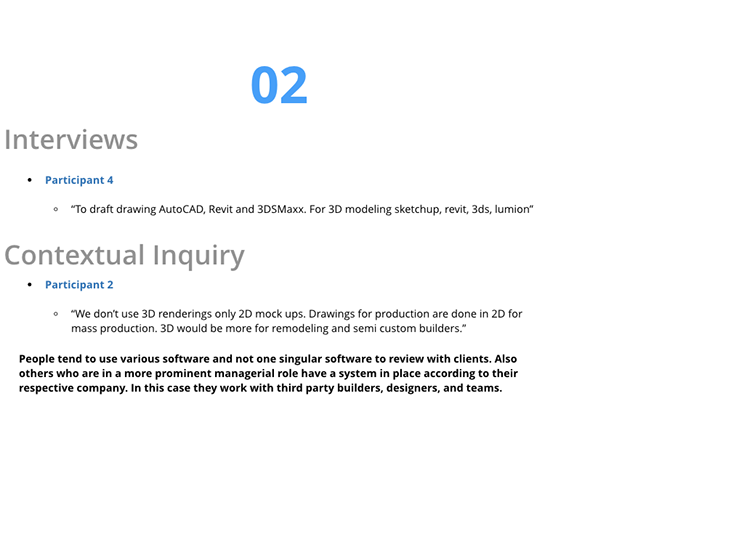 02
Interviews
Participant 4
“To draft drawing AutoCAD, Revit and 3DSMaxx. For 3D modeling sketchup, revit, 3ds, lumion”
Contextual Inquiry
Participant 2
“We don’t use 3D renderings only 2D mock ups. Drawings for production are done in 2D for
mass production. 3D would be more for remodeling and semi custom builders.”
People tend to use various software and not one singular software to review with clients. Also
others who are in a more prominent managerial role have a system in place according to their
respective company. In this case they work with third party builders, designers, and teams.